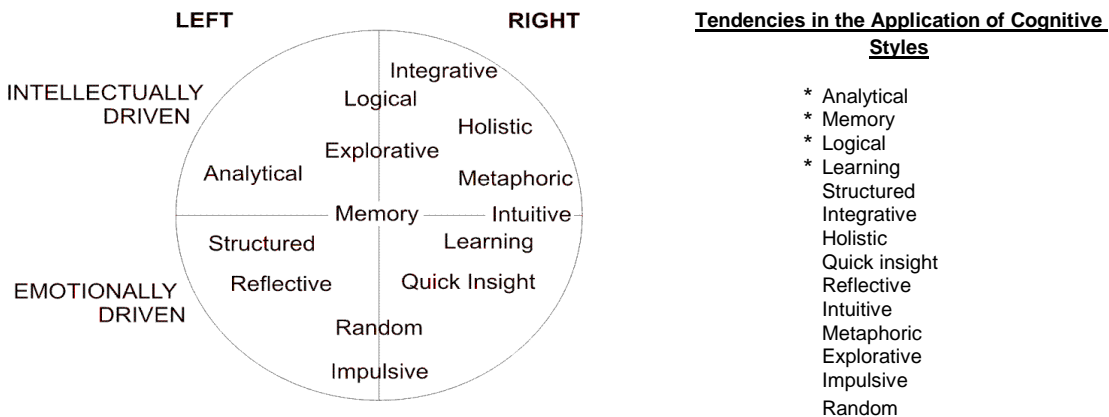 LEFT
RIGHT
INTELLECTUALLY
DRIVEN
EMOTIONALLY
DRIVEN
Integrative
Logical
Holistic
Explorative
Analytical
Metaphoric
Memory
Intuitive
Structured
Learning
Reflective
Quick Insight
Random
Impulsive
Tendencies in the Application of Cognitive
Styles
* Analytical
* Memory
* Logical
* Learning
Structured
Integrative
Holistic
Quick insight
Reflective
Intuitive
Metaphoric
Explorative
Impulsive
Random